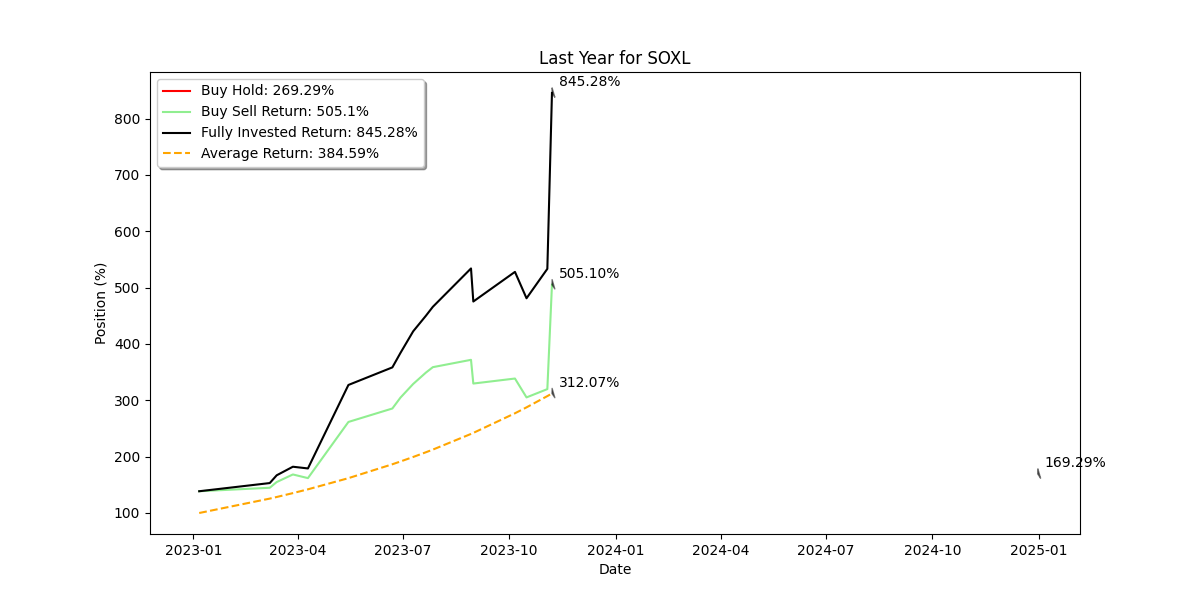 Last Year for SOXL
845.28%
Buy Hold: 269.29%
Buy Sell Return: 505.1%
Fully Invested Return: 845.28%
Average Return: 384.59%
800
700
600
500
400
300
200
100
Position (%)
505.10%
312.07%
169.29%
2023-01 2023-04 2023-07 2023-10 2024-01 2024-04 2024-07 2024-10 2025-01
Date